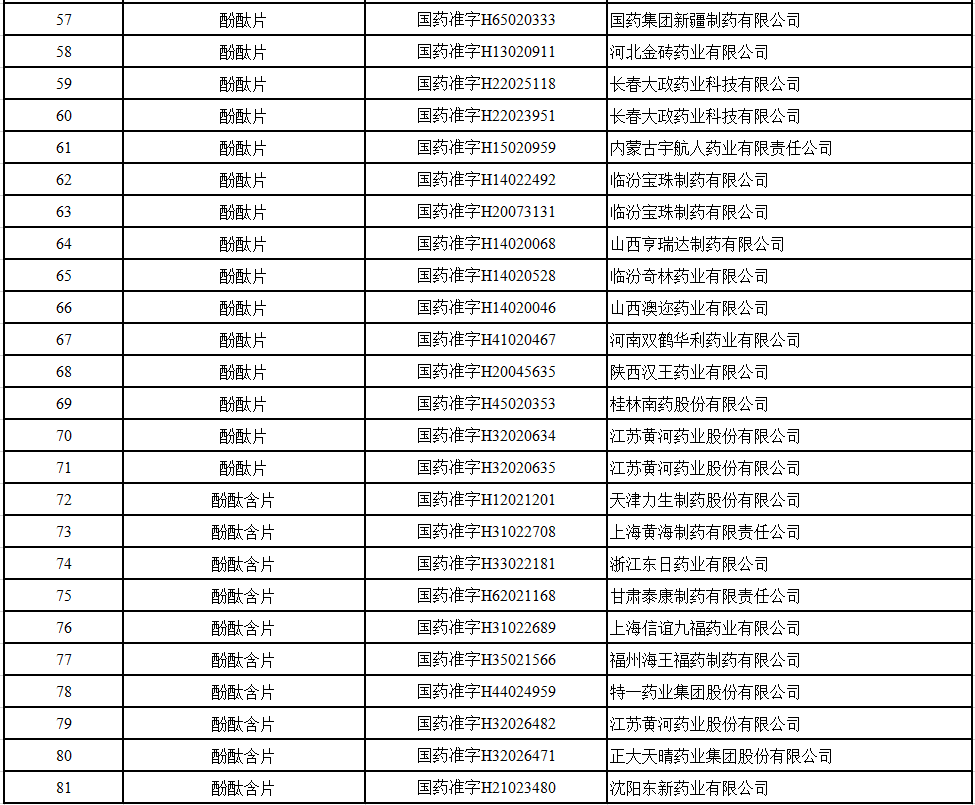 57 酚酞片 国药准字H65020333 国药集团新疆制药有限公司
58 酚酞片 国药准字H13020911 河北金砖药业有限公司
59 酚酞片 国药准字H22025118 长春大政药业科技有限公司
60 酚酞片 国药准字H22023951 长春大政药业科技有限公司
61 酚酞片 国药准字H15020959 内蒙古宇航人药业有限责任公司
62 酚酞片 国药准字H14022492 临汾宝珠制药有限公司
63 酚酞片 国药准字H20073131 临汾宝珠制药有限公司
64 酚酞片 国药准字H14020068 山西亨瑞达制药有限公司
65 酚酞片 国药准字H14020528 临汾奇林药业有限公司
66 酚酞片 国药准字H14020046 山西澳迩药业有限公司
67 酚酞片 国药准字H41020467 河南双鹤华利药业有限公司
68 酚酞片 国药准字H20045635 陕西汉王药业有限公司
69 酚酞片 国药准字H45020353 桂林南药股份有限公司
70 酚酞片 国药准字H32020634 江苏黄河药业股份有限公司
71 酚酞片 国药准字H32020635 江苏黄河药业股份有限公司
72 酚酞含片 国药准字H12021201 天津力生制药股份有限公司
73 酚酞含片 国药准字H31022708 上海黄海制药有限责任公司
74 酚酞含片 国药准字H33022181 浙江东日药业有限公司
75 酚酞含片 国药准字H62021168 甘肃泰康制药有限责任公司
76 酚酞含片 国药准字H31022689 上海信谊九福药业有限公司
77 酚酞含片 国药准字H35021566 福州海王福药制药有限公司
78 酚酞含片 国药准字H44024959 特一药业集团股份有限公司
79 酚酞含片 国药准字H32026482 江苏黄河药业股份有限公司
80 酚酞含片 国药准字H32026471 正大天晴药业集团股份有限公司
81 酚酞含片 国药准字H21023480 沈阳东新药业有限公司